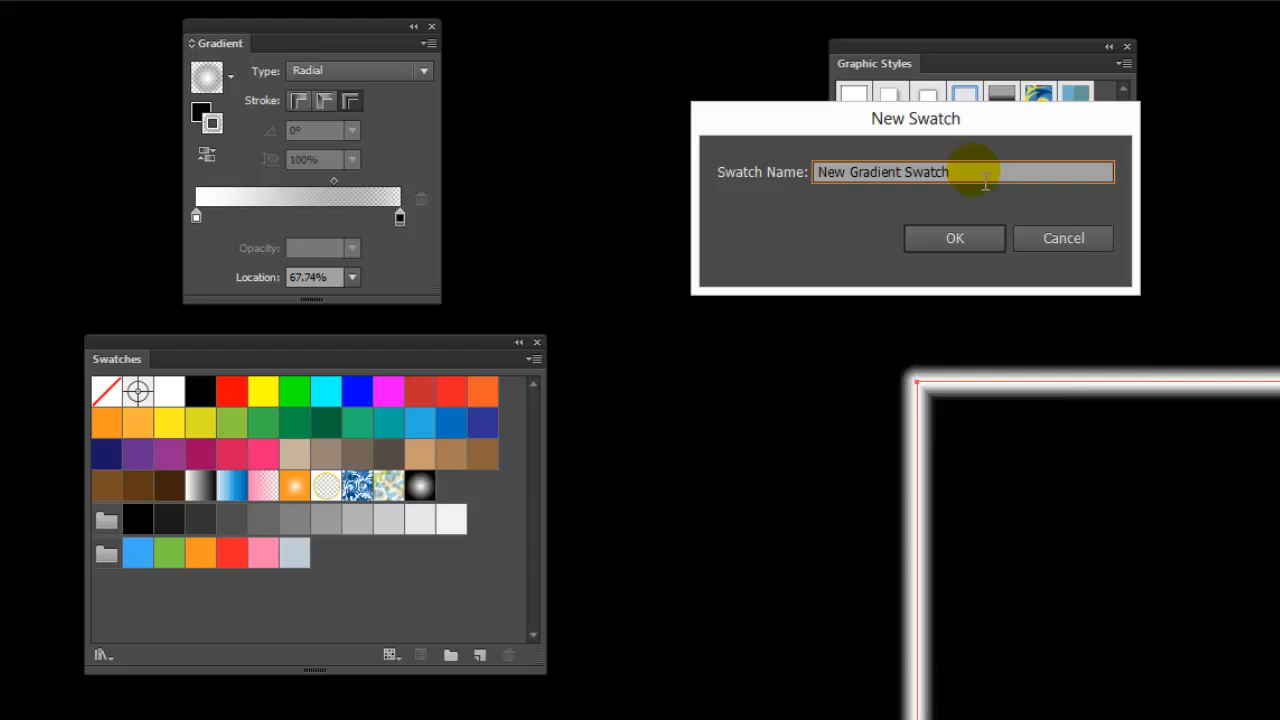 Gradient
Type: Radial
Stroke:
0°
100%
Opacity:
Location: 67.74%
Graphic Styles
New Swatch
Swatch Name: New Gradient Swatch
OK Cancel
Swatches